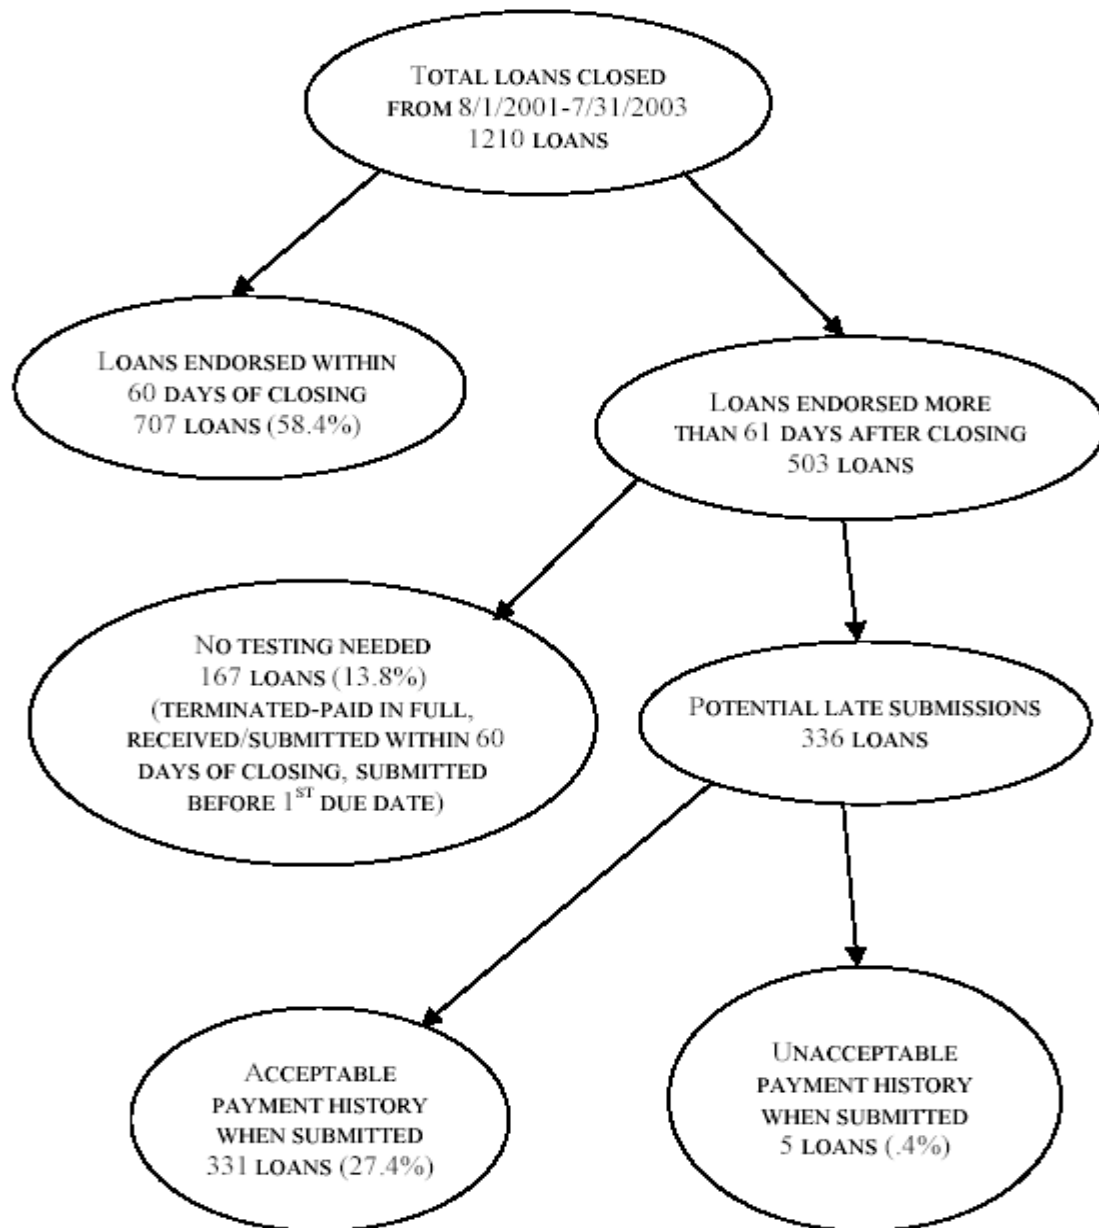 TOTAL LOANS CLOSED
FROM 8/1/2001-7/31/2003
1210 LOANS
LOANS ENDORSED WITHIN
60 DAYS OF CLOSING
707 LOANS (58.4%)
LOANS ENDORSED MORE
THAN 61 DAYS AFTER CLOSING
503 LOANS
NO TESTING NEEDED
167 LOANS (13.8%)
(TERMINATED-PAID IN FULL,
RECEIVED/SUBMITTED WITHIN 60
DAYS OF CLOSING, SUBMITTED
BEFORE 1ST DUE DATE)
POTENTIAL LATE SUBMISSIONS
336 LOANS
ACCEPTABLE
PAYMENT HISTORY
WHEN SUBMITTED
331 LOANS (27.4%)
UNACCEPTABLE
PAYMENT HISTORY
WHEN SUBMITTED
5 LOANS (.4%)